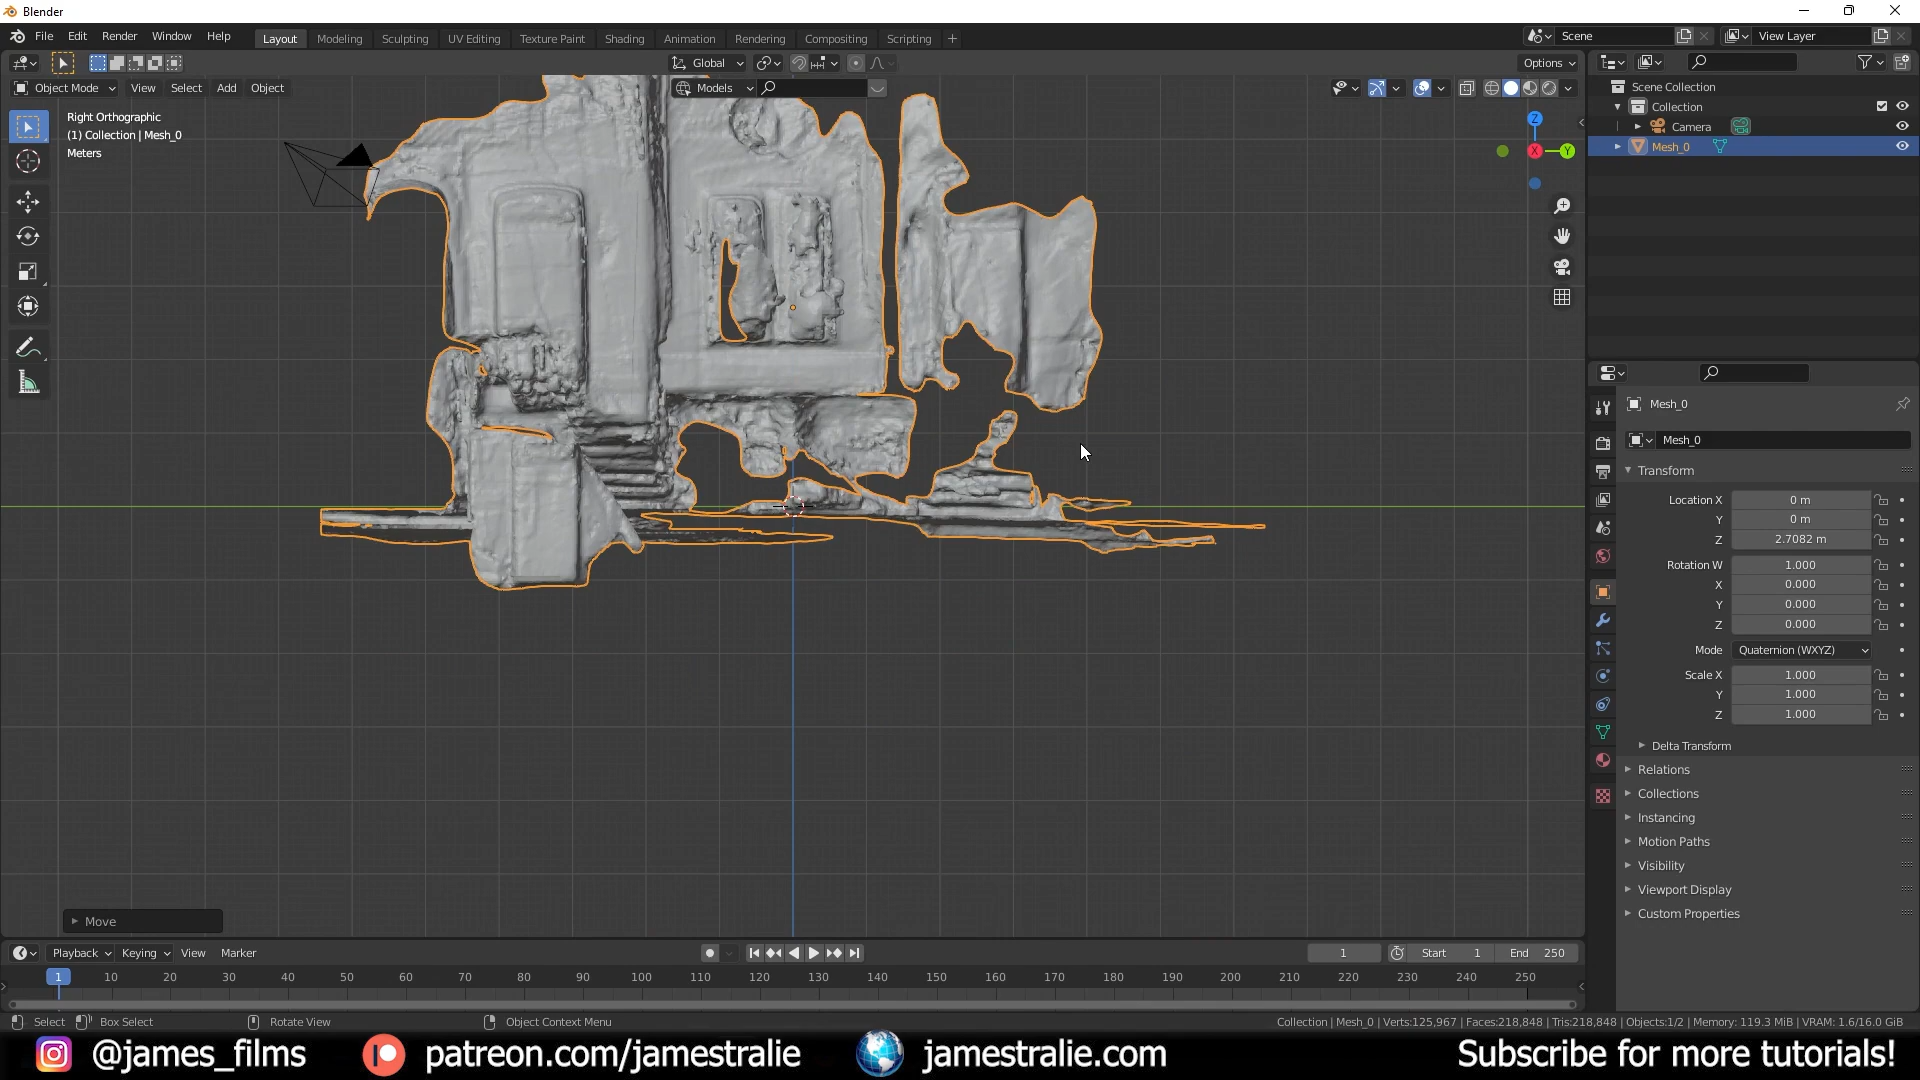 Blender
File Edit Render Window Help Layout Modeling Sculpting UV Editing Texture Paint Shading Animation Rendering Compositing Scripting + Scene View Layer
Global Options
Object Mode View Select Add Object Models
Right Orthographic
(1) Collection | Mesh_0
Meters
Z
X
Y
Scene Collection
Collection
Camera
Mesh_0
Mesh_0
Mesh_0
Transform
Location X 0 m
Y 0 m
Z 2.7082 m
Rotation W 1.000
X 0.000
Y 0.000
Z 0.000
Mode Quaternion (WXYZ)
Scale X 1.000
Y 1.000
Z 1.000
Delta Transform
Relations
Collections
Instancing
Motion Paths
Visibility
Viewport Display
Custom Properties
Move
Playback Keying View Marker 1 Start 1 End 250
1 10 20 30 40 50 60 70 80 90 100 110 120 130 140 150 160 170 180 190 200 210 220 230 240 250
Select Box Select Rotate View Object Context Menu Collection | Mesh_0 | Verts:125,967 | Faces:218,848 | Tris:218,848 | Objects:1/2 | Memory: 119.3 MiB | VRAM: 1.6/16.0 GiB
@james_films patreon.com/jamestralie jamestralie.com Subscribe for more tutorials!